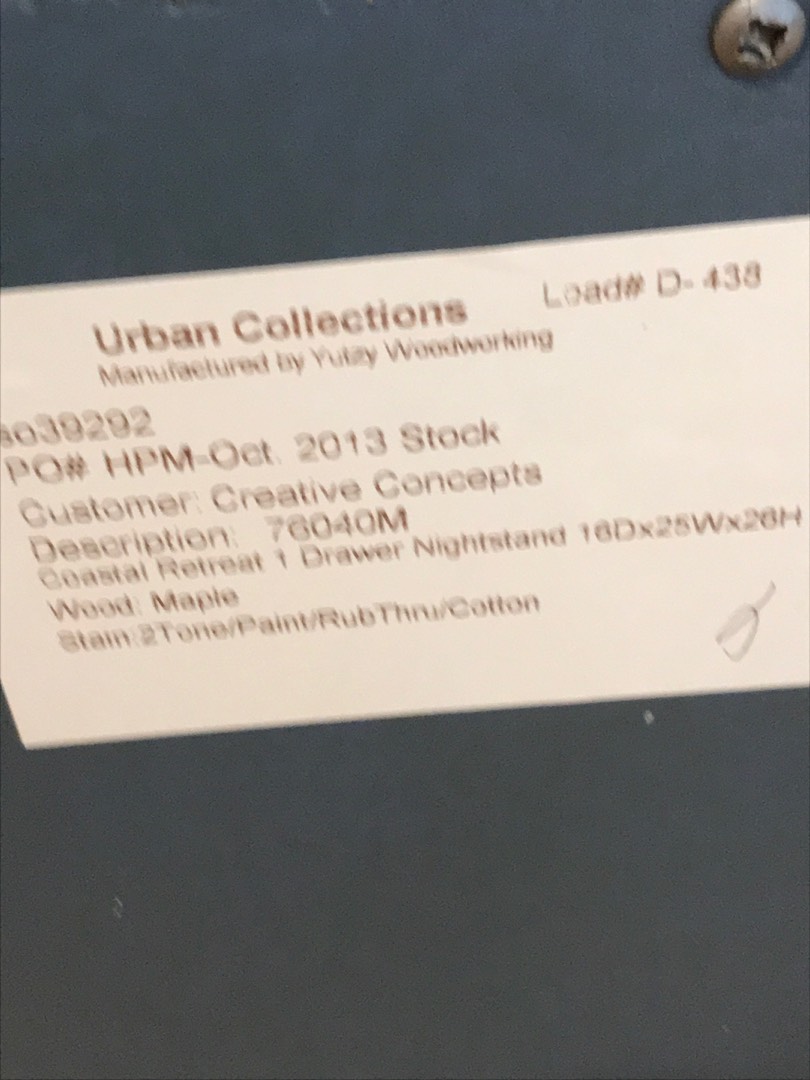 Urban Collections Load# D-438
Manufactured by Yutzy Woodworking
so39292
PO# HPM-Oct. 2013 Stock
Customer: Creative Concepts
Description: 76040M
Coastal Retreat 1 Drawer Nightstand 16Dx25Wx26H
Wood: Maple
Stain:2Tone/Paint/RubThru/Cotton